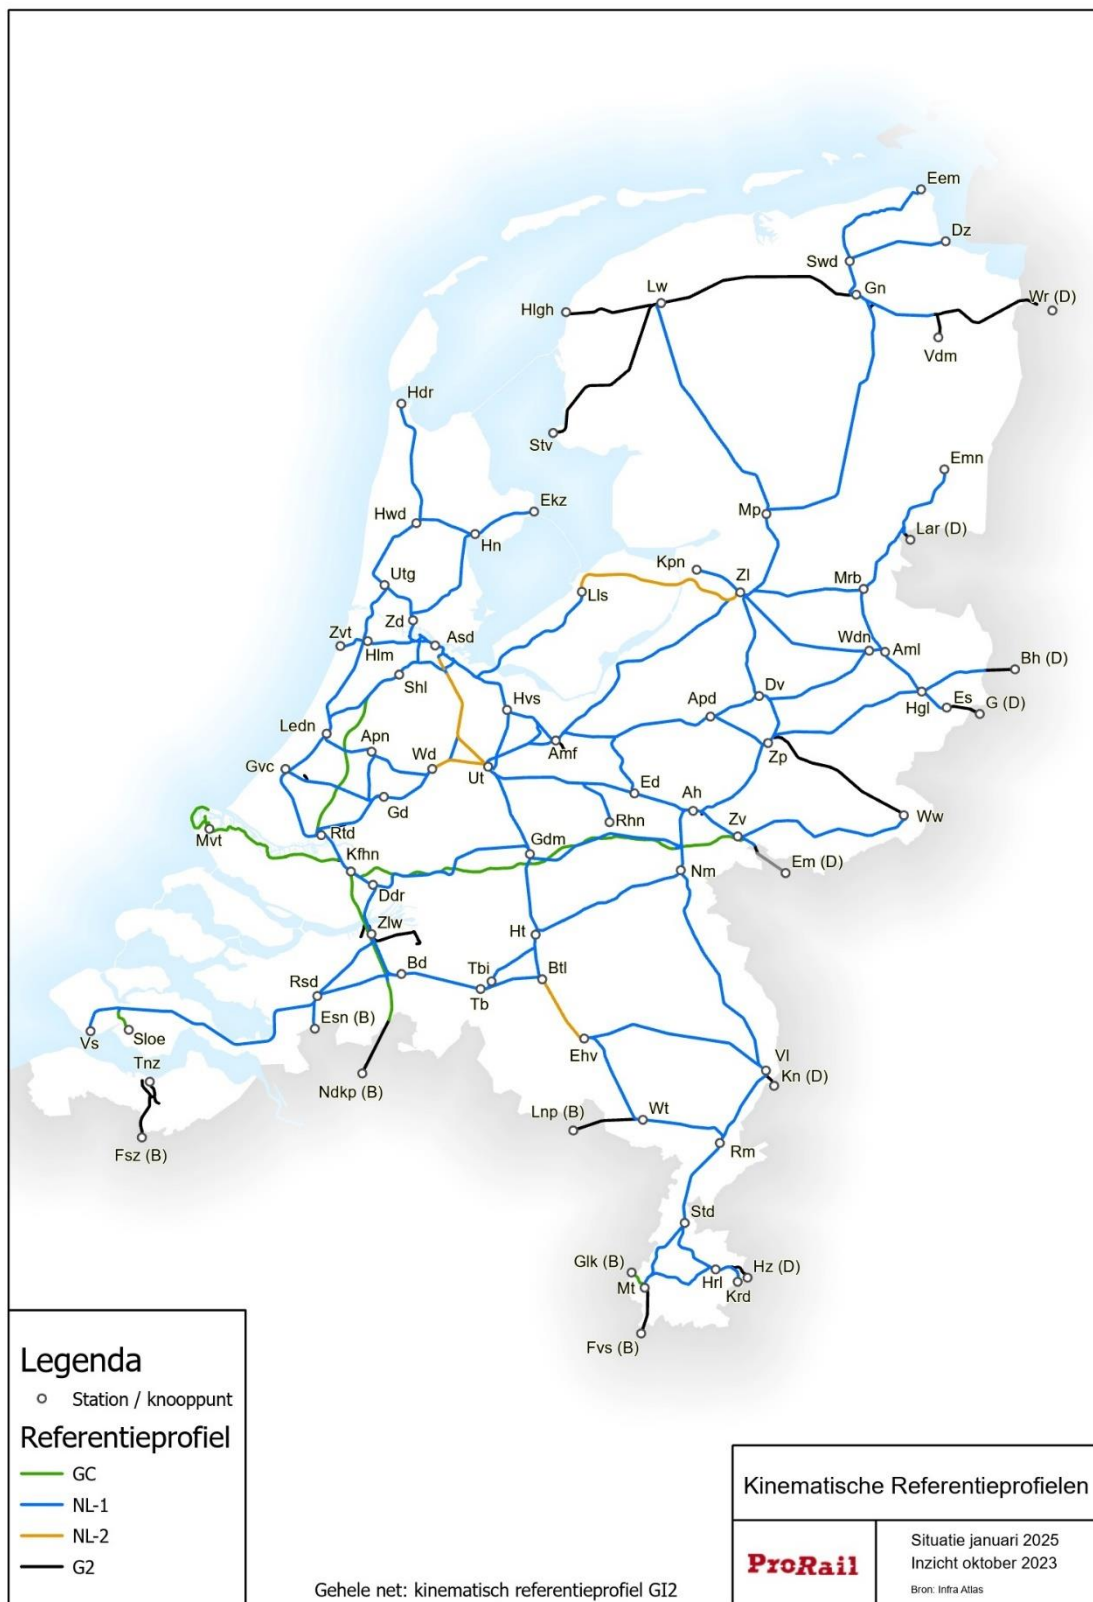 Eem
Dz
Swd
Gn
Lw
Hlgh
Wr (D)
Vdm
Hdr
Stv
Emn
Ekz
Mp
Hwd
Hn
Lar (D)
Kpn
Zl
Mrb
Utg
Lls
Zd
Zvt
Asd
Hlm
Wdn
Aml
Bh (D)
Shl
Hvs
Dv
Apd
Es
G (D)
Hgl
Ledn
Apn
Wd
Amf
Zp
Gvc
Ut
Ed
Gd
Ah
Rhn
Zv
Ww
Mvt
Rtd
Gdm
Em (D)
Kfhn
Nm
Ddr
Zlw
Ht
Bd
Tbi
Btl
Rsd
Tb
Esn (B)
Vs
Sloe
Ehv
Vl
Tnz
Kn (D)
Ndkp (B)
Lnp (B)
Wt
Fsz (B)
Rm
Std
Glk (B)
Hz (D)
Mt
Hrl
Krd
Fvs (B)
Legenda
Station / knooppunt
Referentieprofiel
GC
NL-1
NL-2
G2
Gehele net: kinematisch referentieprofiel GI2
Kinematische Referentieprofielen
ProRail
Situatie januari 2025
Inzicht oktober 2023
Bron: Infra Atlas